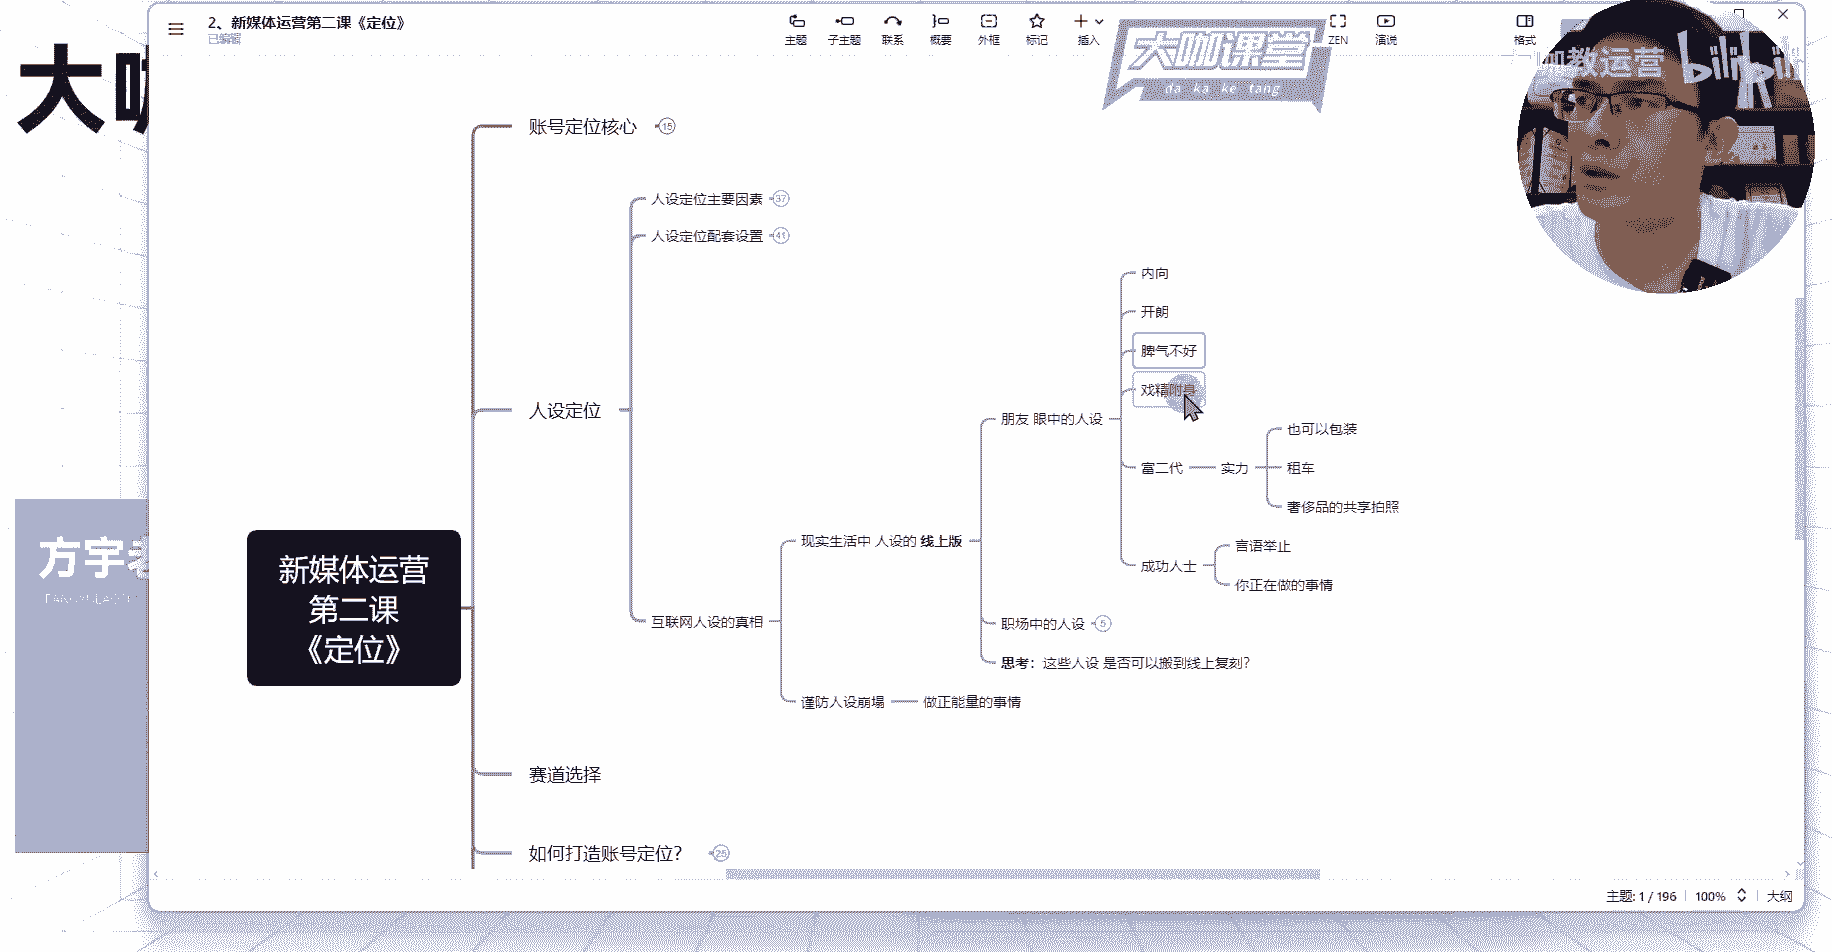 2、新媒体运营第二课《定位》
已编辑
主题
子主题
联系
概要
外框
标记
插入
ZEN
演说
格式
大咖课堂
da ka ke tang
教运营
bilibili
大
账号定位核心
15
人设定位主要因素
37
人设定位配套设置
41
内向
开朗
脾气不好
戏精附身
人设定位
朋友 眼中的人设
也可以包装
富二代
实力
租车
奢侈品的共享拍照
现实生活中 人设的 线上版
言语举止
成功人士
你正在做的事情
互联网人设的真相
职场中的人设
5
思考：这些人设 是否可以搬到线上复刻？
谨防人设崩塌
做正能量的事情
方宇
新媒体运营
第二课
《定位》
赛道选择
如何打造账号定位？
25
主题: 1 / 196
100%
大纲